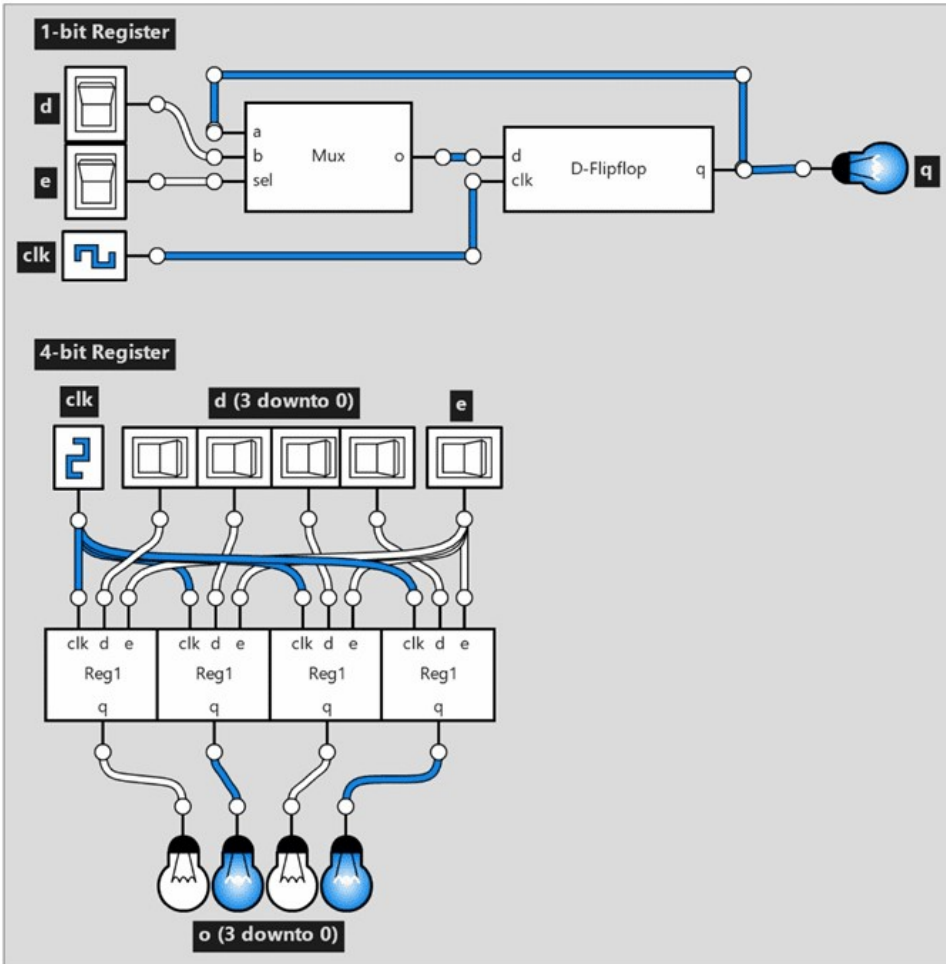 1-bit Register
d
e
clk
a
b
sel
Mux
o
d
clk
D-Flipflop
q
q
4-bit Register
clk
d (3 downto 0)
e
clk d e
clk d e
clk d e
clk d e
Reg1
Reg1
Reg1
Reg1
q
q
q
q
o (3 downto 0)